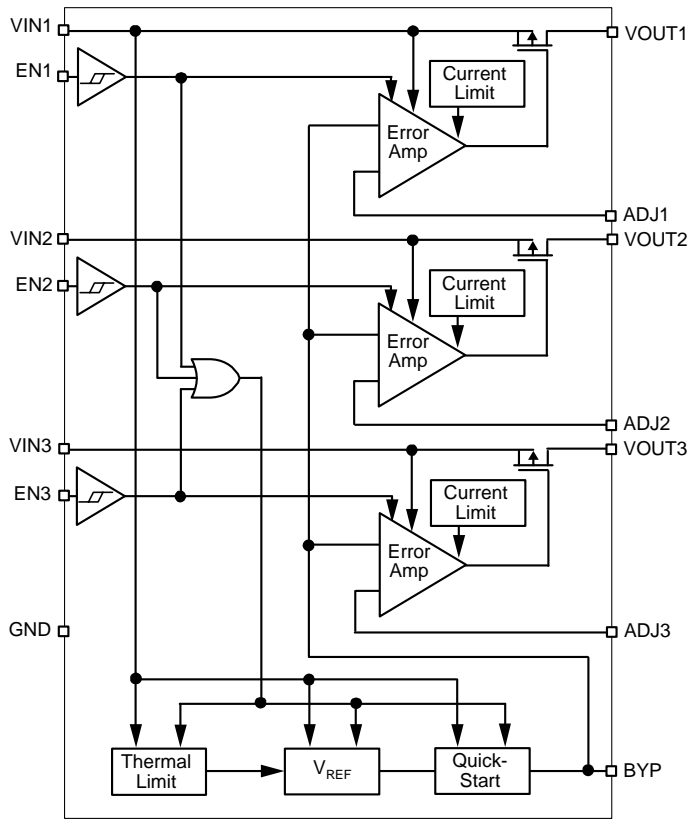 VIN1
VOUT1
EN1
Current
Limit
Error
Amp
ADJ1
VIN2
VOUT2
EN2
Current
Limit
Error
Amp
ADJ2
VIN3
VOUT3
EN3
Current
Limit
Error
Amp
GND
ADJ3
Thermal
Limit
VREF
Quick-
Start
BYP